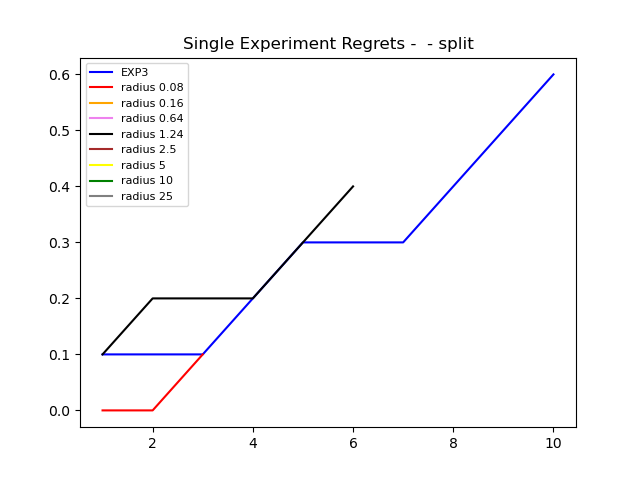 Single Experiment Regrets -  - split
0.6
0.5
0.4
0.3
0.2
0.1
0.0
EXP3
radius 0.08
radius 0.16
radius 0.64
radius 1.24
radius 2.5
radius 5
radius 10
radius 25
2 4 6 8 10